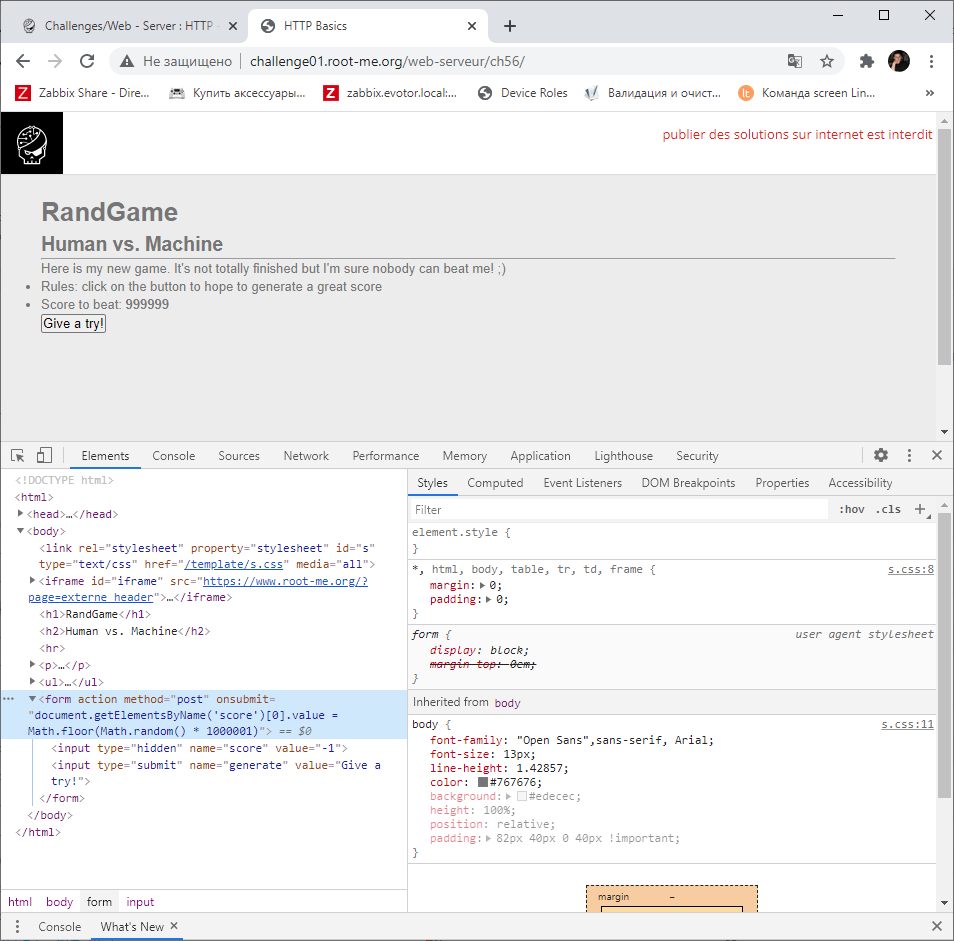 Challenges/Web - Server : HTTP
HTTP Basics
Не защищено
challenge01.root-me.org/web-serveur/ch56/
Zabbix Share - Dire...
Купить аксессуары...
zabbix.evotor.local:...
Device Roles
Валидация и очист...
Команда screen Lin...
»
publier des solutions sur internet est interdit
RandGame
Human vs. Machine
Here is my new game. It's not totally finished but I'm sure nobody can beat me! ;)
• Rules: click on the button to hope to generate a great score
• Score to beat: 999999
Give a try!
Elements Console Sources Network Performance Memory Application Lighthouse Security
<!DOCTYPE html>
<html>
<head>…</head>
<body>
<link rel="stylesheet" property="stylesheet" id="s"
type="text/css" href="/template/s.css" media="all">
<iframe id="iframe" src="https://www.root-me.org/?
page=externe_header">…</iframe>
<h1>RandGame</h1>
<h2>Human vs. Machine</h2>
<hr>
<p>…</p>
<ul>…</ul>
<form action method="post" onsubmit=
"document.getElementsByName('score')[0].value =
Math.floor(Math.random() * 1000001)"> == $0
<input type="hidden" name="score" value="-1">
<input type="submit" name="generate" value="Give a
try!">
</form>
</body>
</html>
html body form input
Styles Computed Event Listeners DOM Breakpoints Properties Accessibility
Filter
:hov .cls +
element.style {
}
*, html, body, table, tr, td, frame { s.css:8
margin: 0;
padding: 0;
}
form { user agent stylesheet
display: block;
margin-top: 0em;
}
Inherited from body
body { s.css:11
font-family: "Open Sans",sans-serif, Arial;
font-size: 13px;
line-height: 1.42857;
color: #767676;
background: #edecec;
height: 100%;
position: relative;
padding: 82px 40px 0 40px !important;
}
margin –
Console What's New